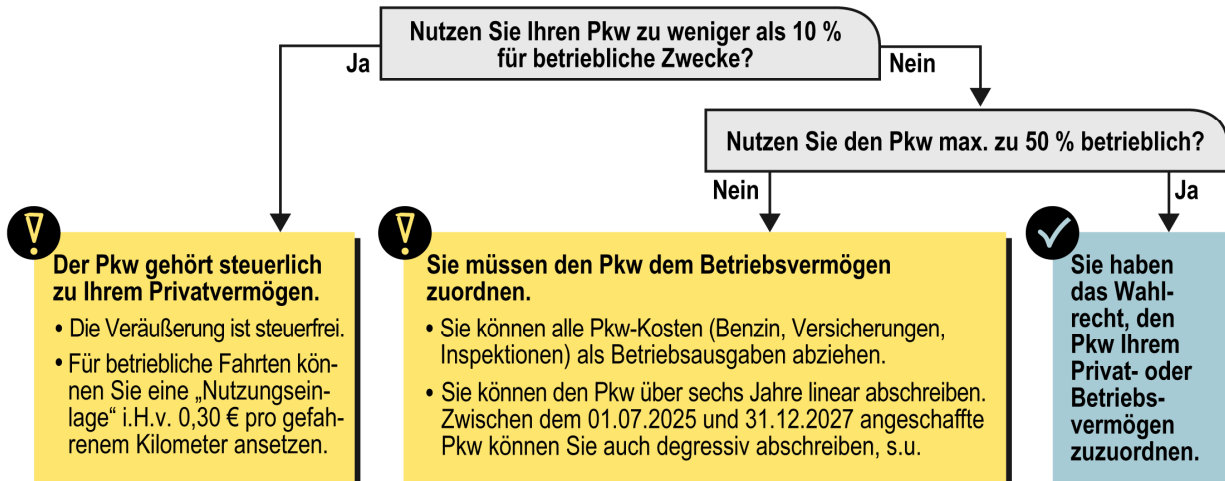 Nutzen Sie Ihren Pkw zu weniger als 10 %
für betriebliche Zwecke?
Ja
Nein
Nutzen Sie den Pkw max. zu 50 % betrieblich?
Nein
Ja
Der Pkw gehört steuerlich
zu Ihrem Privatvermögen.
• Die Veräußerung ist steuerfrei.
• Für betriebliche Fahrten kön-
nen Sie eine „Nutzungsein-
lage“ i.H.v. 0,30 € pro gefah-
renem Kilometer ansetzen.
Sie müssen den Pkw dem Betriebsvermögen
zuordnen.
• Sie können alle Pkw-Kosten (Benzin, Versicherungen,
Inspektionen) als Betriebsausgaben abziehen.
• Sie können den Pkw über sechs Jahre linear abschreiben.
Zwischen dem 01.07.2025 und 31.12.2027 angeschaffte
Pkw können Sie auch degressiv abschreiben, s.u.
Sie haben
das Wahl-
recht, den
Pkw Ihrem
Privat- oder
Betriebs-
vermögen
zuzuordnen.